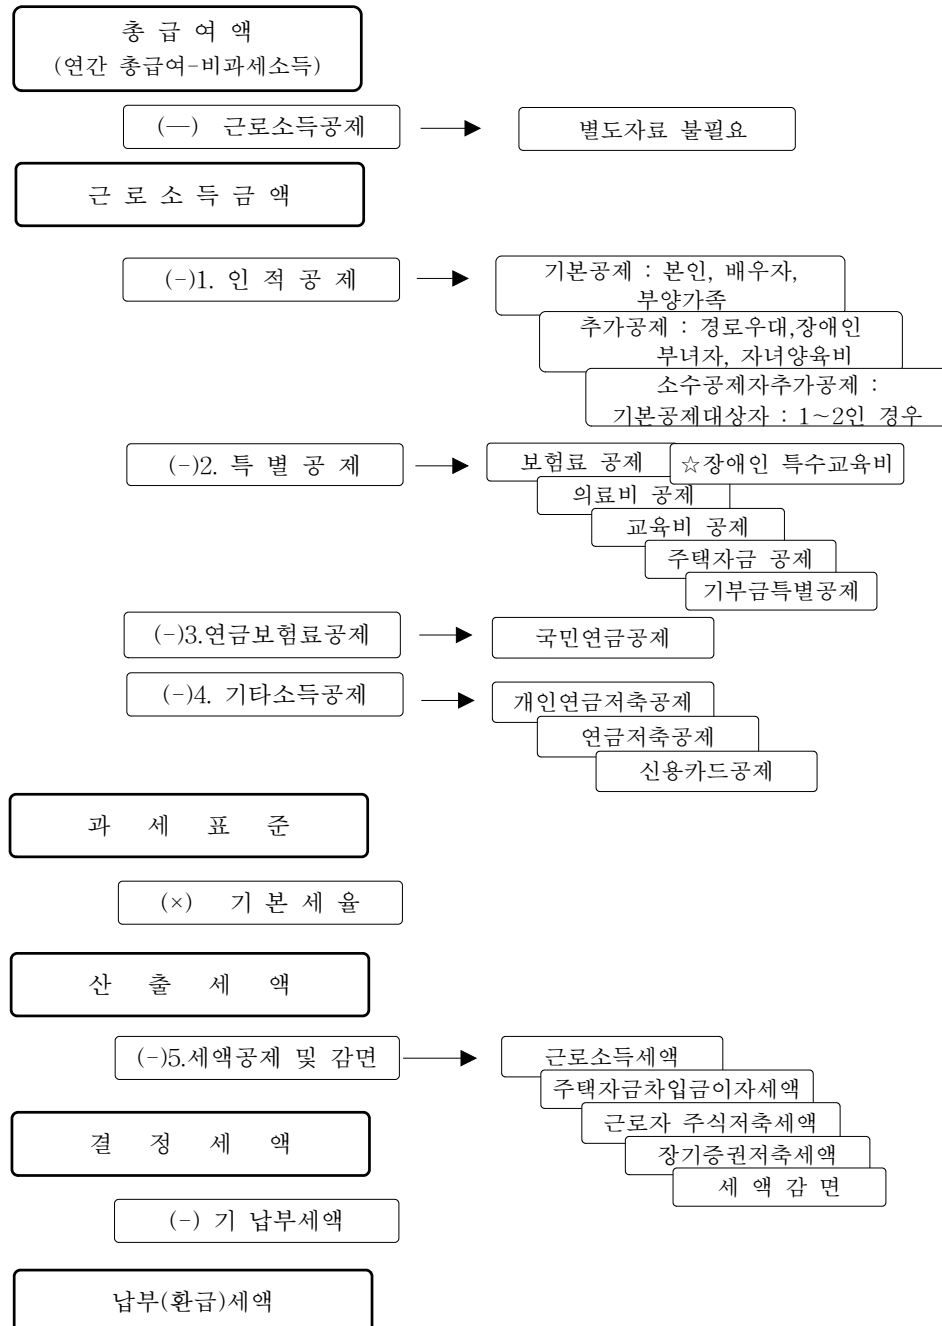 총 급 여 액
(연간 총급여-비과세소득)
(―) 근로소득공제
별도자료 불필요
근 로 소 득 금 액
(-)1. 인 적 공 제
기본공제 : 본인, 배우자,
부양가족
추가공제 : 경로우대,장애인
부녀자, 자녀양육비
소수공제자추가공제 :
기본공제대상자 : 1~2인 경우
(-)2. 특 별 공 제
보험료 공제
☆장애인 특수교육비
의료비 공제
교육비 공제
주택자금 공제
기부금특별공제
(-)3.연금보험료공제
국민연금공제
(-)4. 기타소득공제
개인연금저축공제
연금저축공제
신용카드공제
과 세 표 준
(×) 기 본 세 율
산 출 세 액
(-)5.세액공제 및 감면
근로소득세액
주택자금차입금이자세액
근로자 주식저축세액
장기증권저축세액
세 액 감 면
결 정 세 액
(-) 기 납부세액
납부(환급)세액